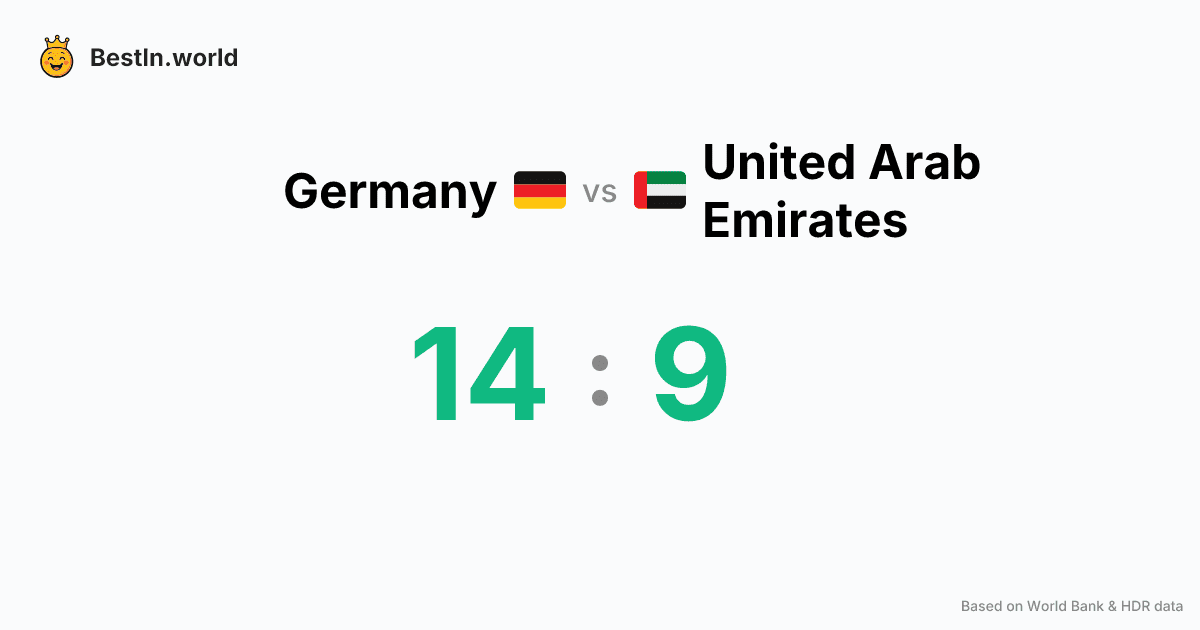 BestIn.world
Germany vs United Arab
Emirates
14 : 9
Based on World Bank & HDR data